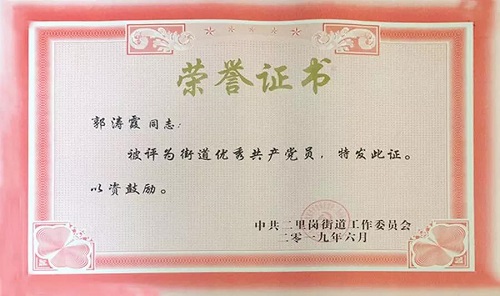 荣誉证书
郭涛霞同志：
被评为街道优秀共产党员，特发此证。
以资鼓励。
中共二里岗街道工作委员会
二零一九年六月